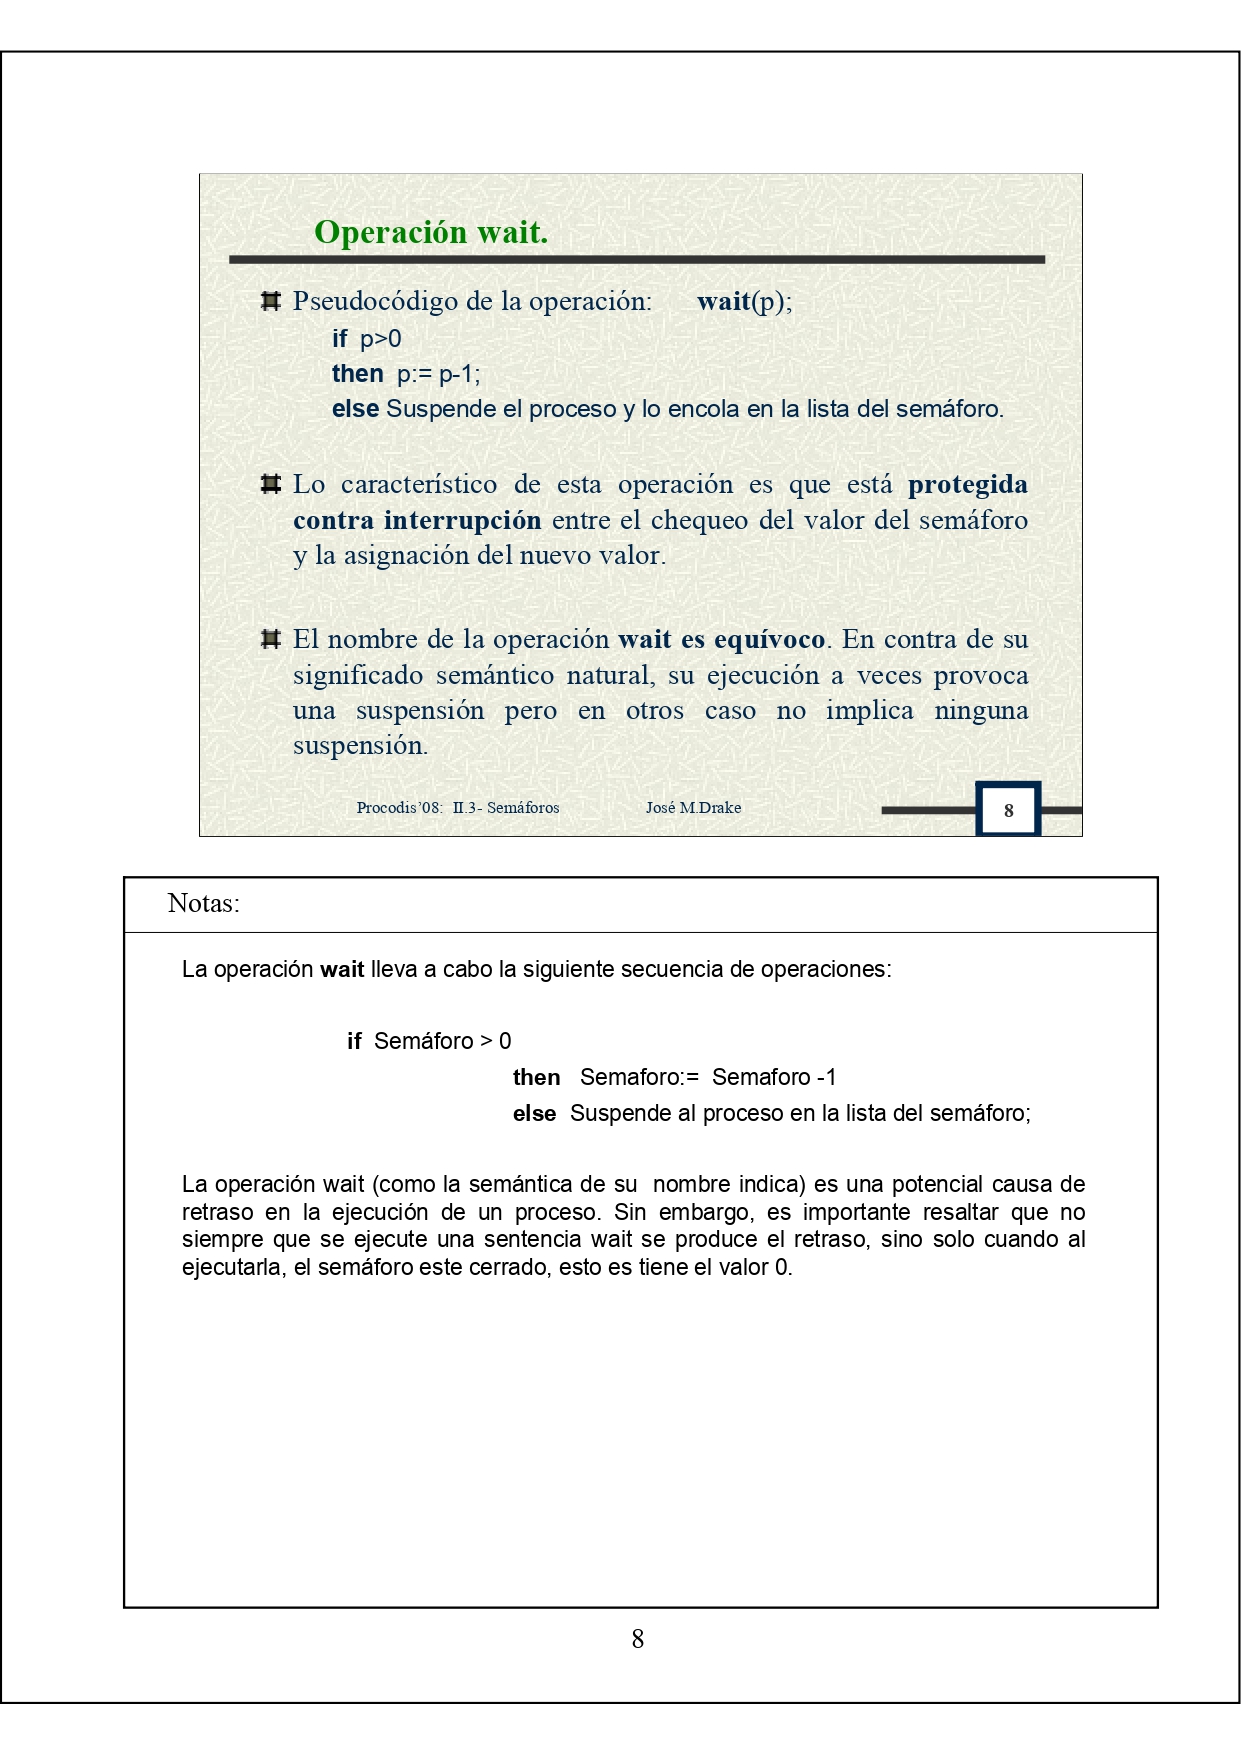 Operación wait.
Pseudocódigo de la operación: wait(p);
if p>0
then p:= p-1;
else Suspende el proceso y lo encola en la lista del semáforo.
Lo característico de esta operación es que está protegida
contra interrupción entre el chequeo del valor del semáforo
y la asignación del nuevo valor.
El nombre de la operación wait es equívoco. En contra de su
significado semántico natural, su ejecución a veces provoca
una suspensión pero en otros caso no implica ninguna
suspensión.
Procodis'08: II.3- Semáforos José M.Drake 8
Notas:
La operación wait lleva a cabo la siguiente secuencia de operaciones:
if Semáforo > 0
then Semaforo:= Semaforo -1
else Suspende al proceso en la lista del semáforo;
La operación wait (como la semántica de su nombre indica) es una potencial causa de
retraso en la ejecución de un proceso. Sin embargo, es importante resaltar que no
siempre que se ejecute una sentencia wait se produce el retraso, sino solo cuando al
ejecutarla, el semáforo este cerrado, esto es tiene el valor 0.
8